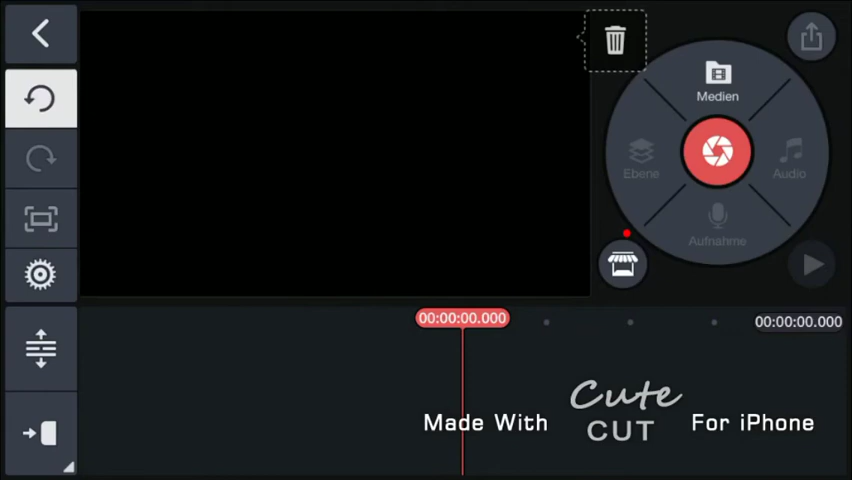 Medien
Ebene
Audio
Aufnahme
00:00:00.000
00:00:00.000
Made With Cute CUT For iPhone